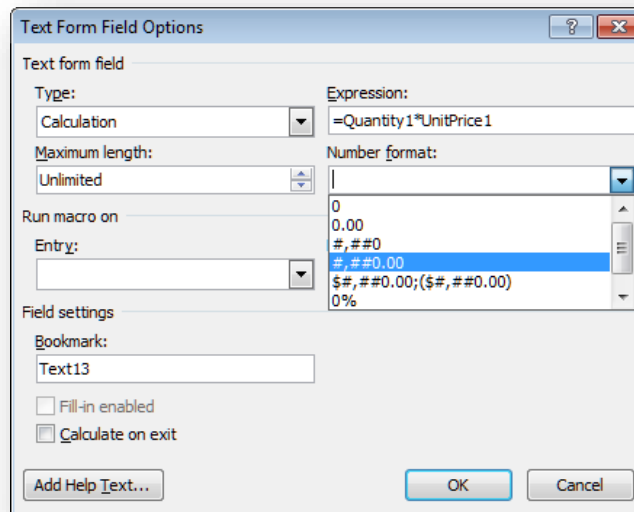 Text Form Field Options
Text form field
Type:
Expression:
Calculation
=Quantity1*UnitPrice1
Maximum length:
Number format:
Unlimited
0
0.00
#,##0
#,##0.00
$#,##0.00;($#,##0.00)
0%
Run macro on
Entry:
Field settings
Bookmark:
Text13
Fill-in enabled
Calculate on exit
Add Help Text...
OK
Cancel